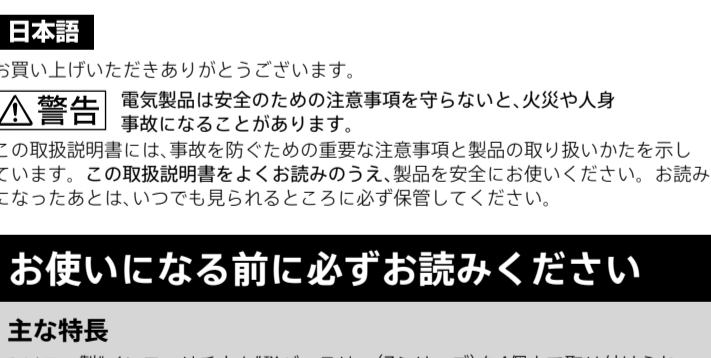 日本語
お買い上げいただきありがとうございます。
警告
電気製品は安全のための注意事項を守らないと、火災や人身
事故になることがあります。
この取扱説明書には、事故を防ぐための重要な注意事項と製品の取り扱いかたを示し
ています。この取扱説明書をよくお読みのうえ、製品を安全にお使いください。お読み
になったあとは、いつでも見られるところに必ず保管してください。
お使いになる前に必ずお読みください
主な特長